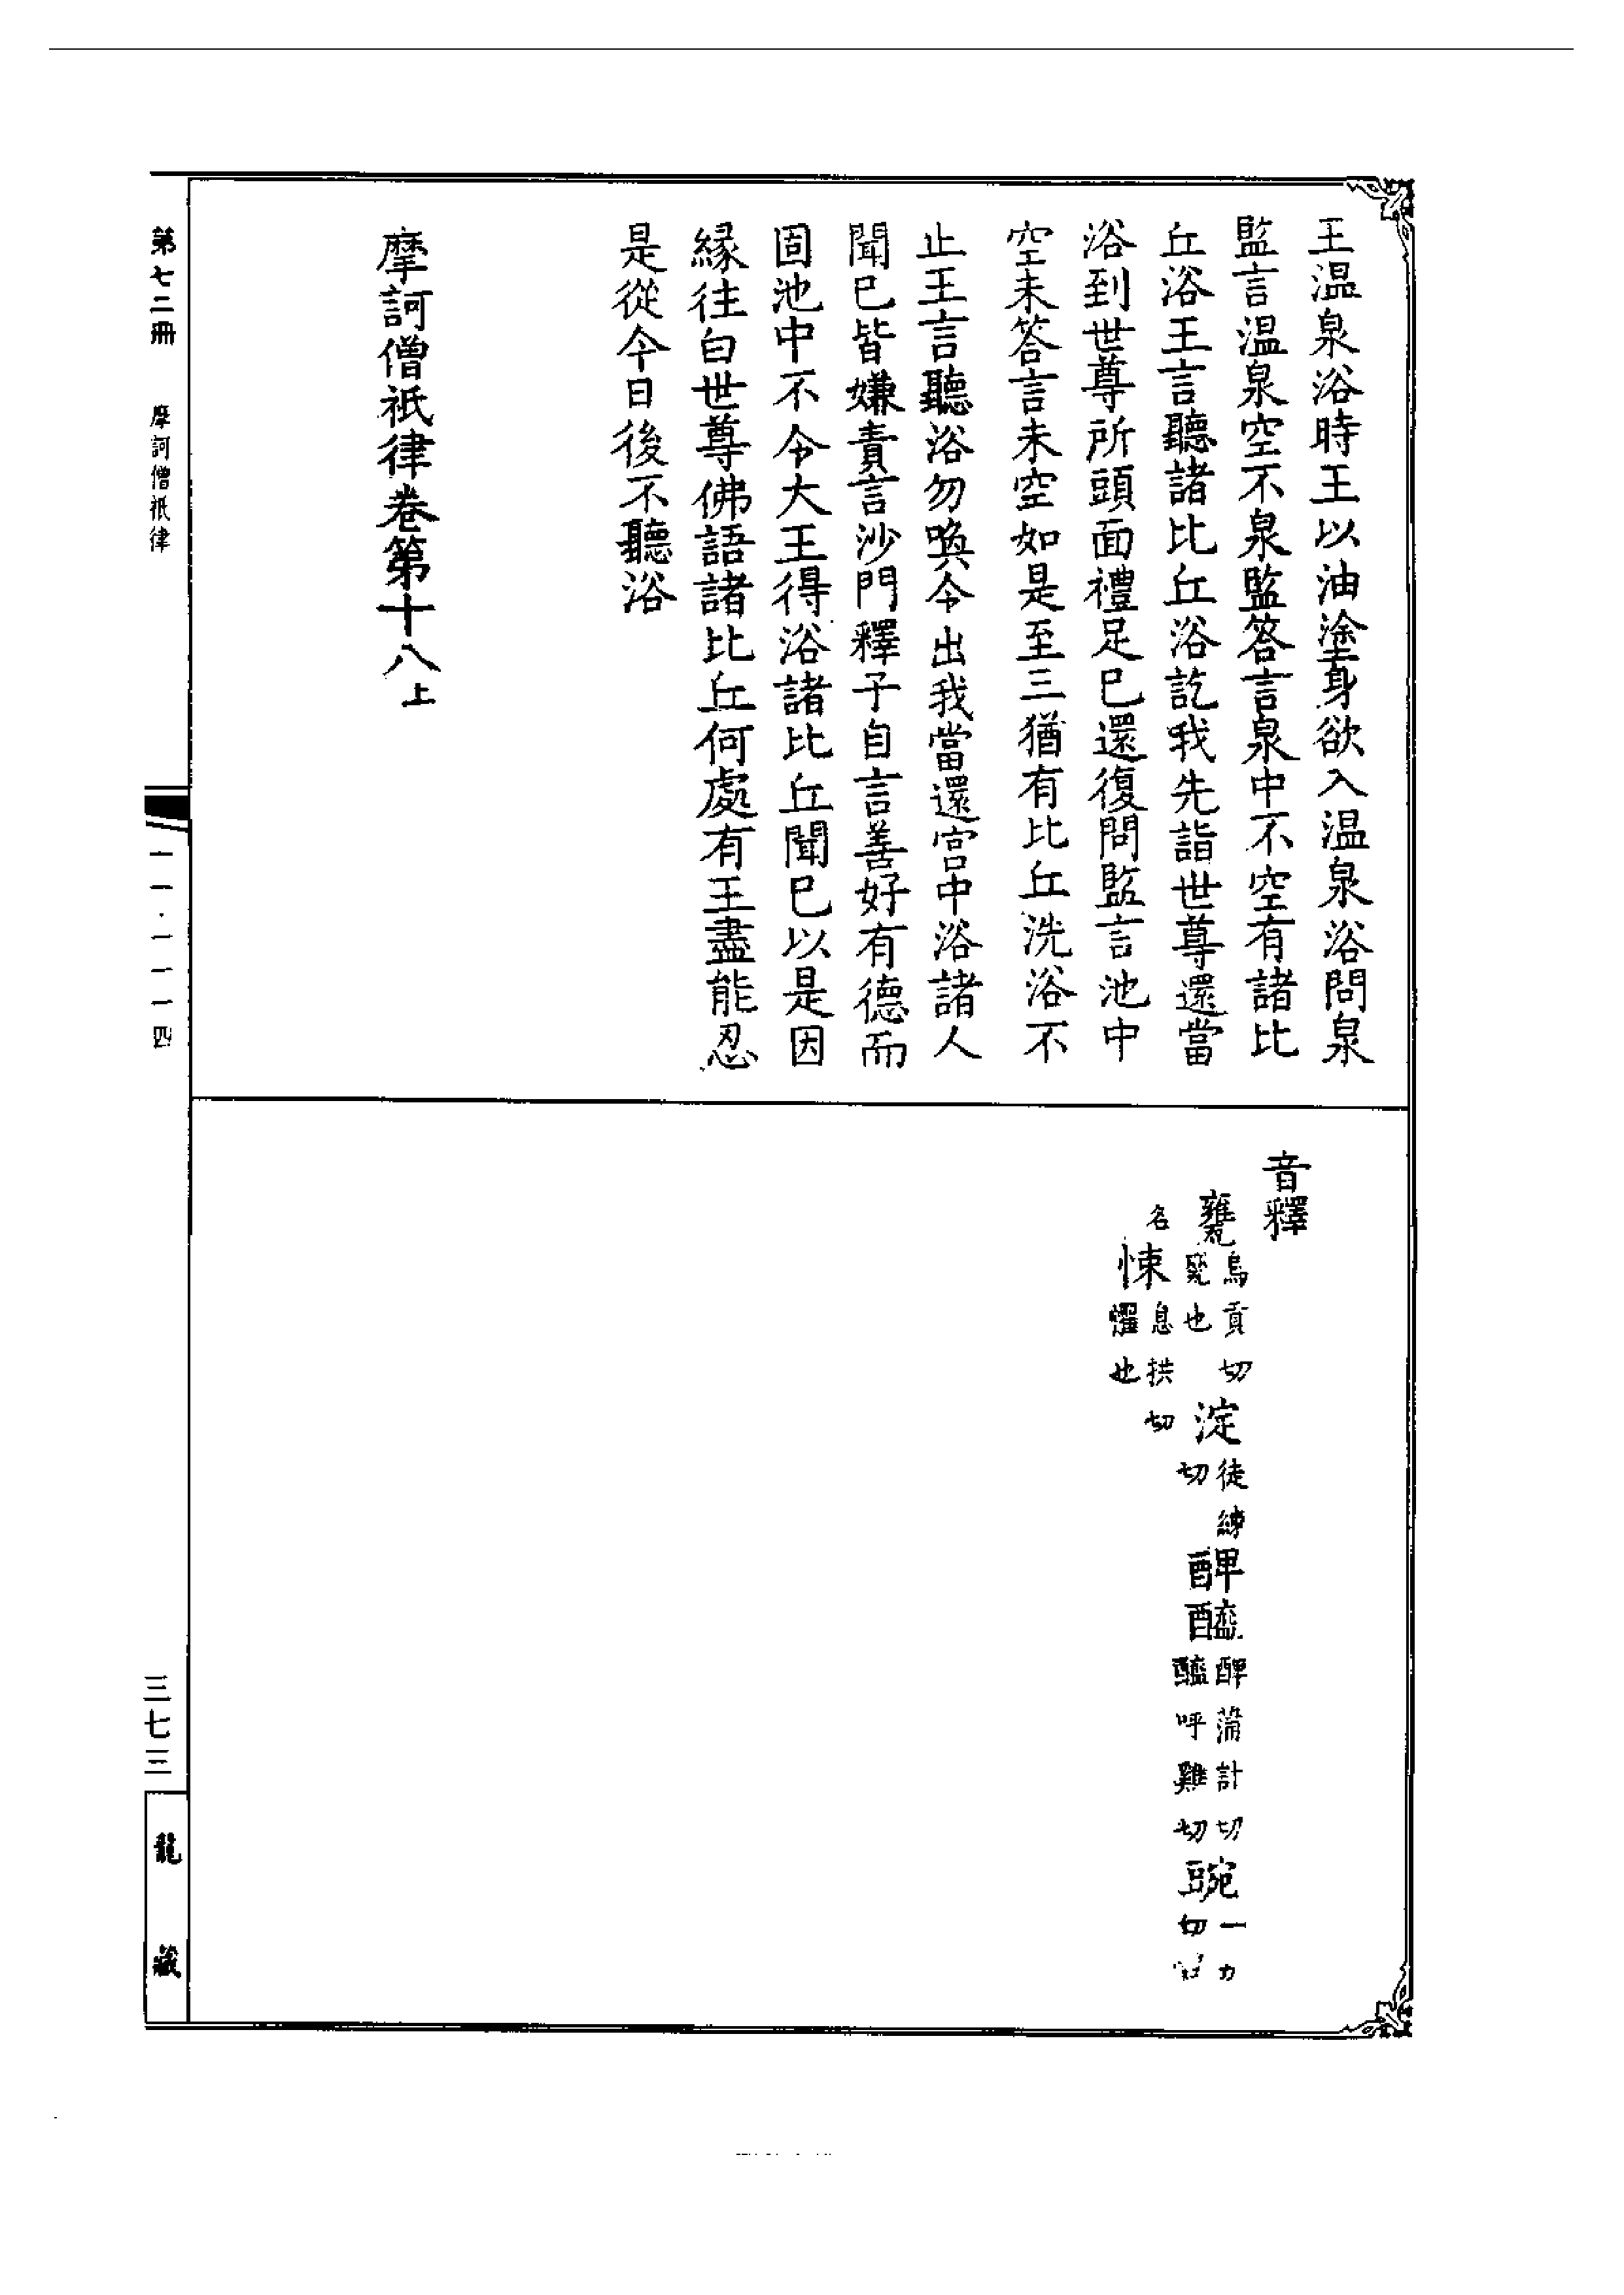 王温泉浴時王以油塗身欲入温泉浴問泉
監言温泉空不泉監答言泉中不空有諸比
丘浴王言聽諸比丘浴訖我先詣世尊還當
浴到世尊所頭面禮足已還復問監言池中
空未答言未空如是至三猶有比丘洗浴不
止王言聽浴勿喚令出我當還宮中浴諸人
聞已皆嫌責言沙門釋子自言善好有德而
固池中不令大王得浴諸比丘聞已以是因
緣往白世尊佛語諸比丘何處有王盡能忍
是從今日後不聽浴
摩訶僧祇律卷第十八上
音釋
甕烏貢切甖也淀徒練切䤏醯䤏蒲計切醯呼雞切豌一切
名悚息拱切懼也
第七二冊 摩訶僧祇律 一一一·一一一一四 三七三 龍藏